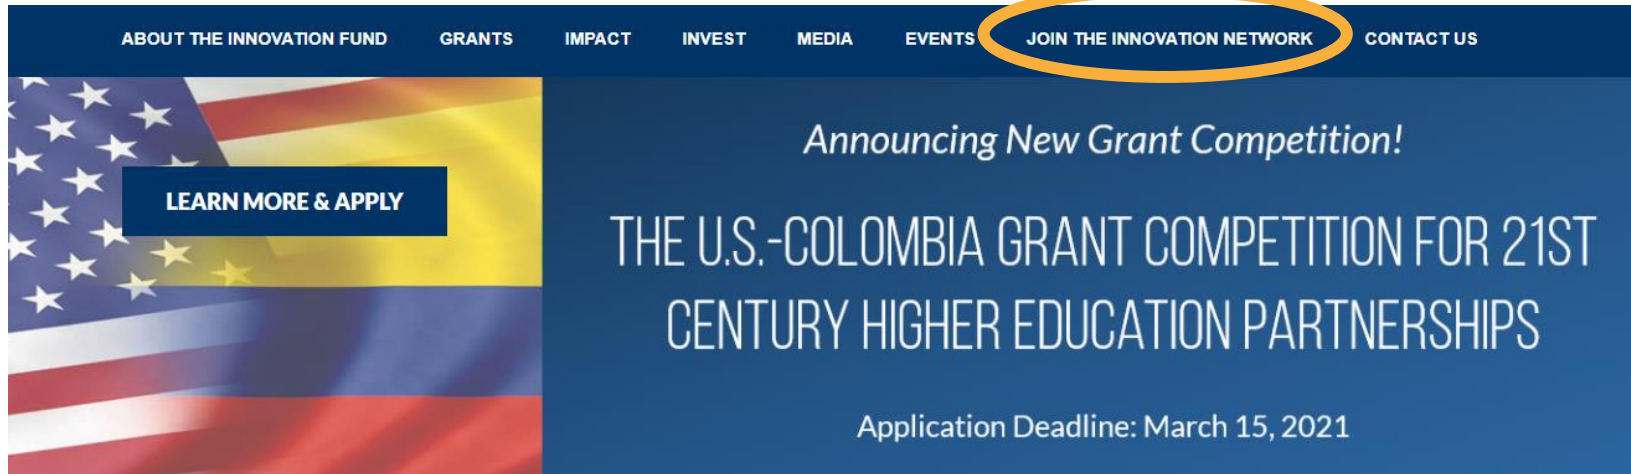 ABOUT THE INNOVATION FUND GRANTS IMPACT INVEST MEDIA EVENTS JOIN THE INNOVATION NETWORK CONTACT US
LEARN MORE & APPLY
Announcing New Grant Competition!
THE U.S.-COLOMBIA GRANT COMPETITION FOR 21ST
CENTURY HIGHER EDUCATION PARTNERSHIPS
Application Deadline: March 15, 2021